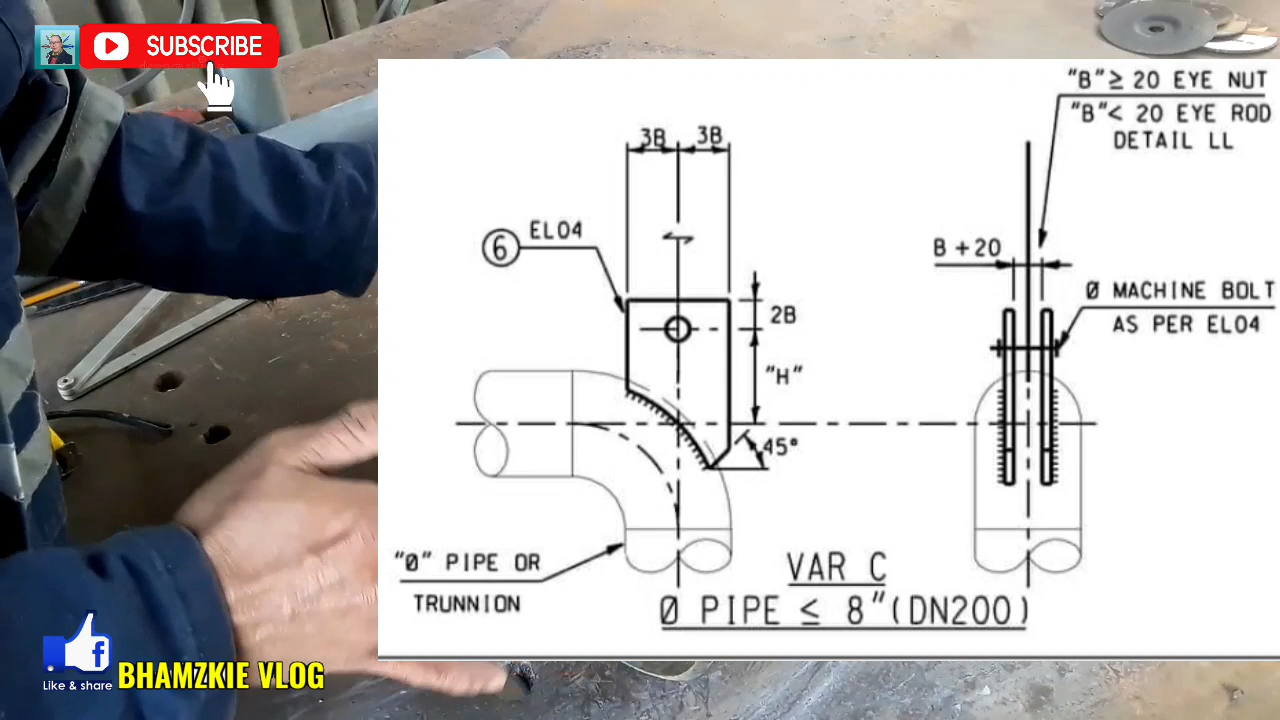 SUBSCRIBE
"B"≥ 20 EYE NUT
"B"< 20 EYE ROD
DETAIL LL
3B 3B
6 EL04
B +20
2B
Ø MACHINE BOLT
AS PER EL04
"H"
45°
"Ø" PIPE OR
TRUNNION
VAR C
Ø PIPE ≤ 8"(DN200)
Like & share
BHAMZKIE VLOG